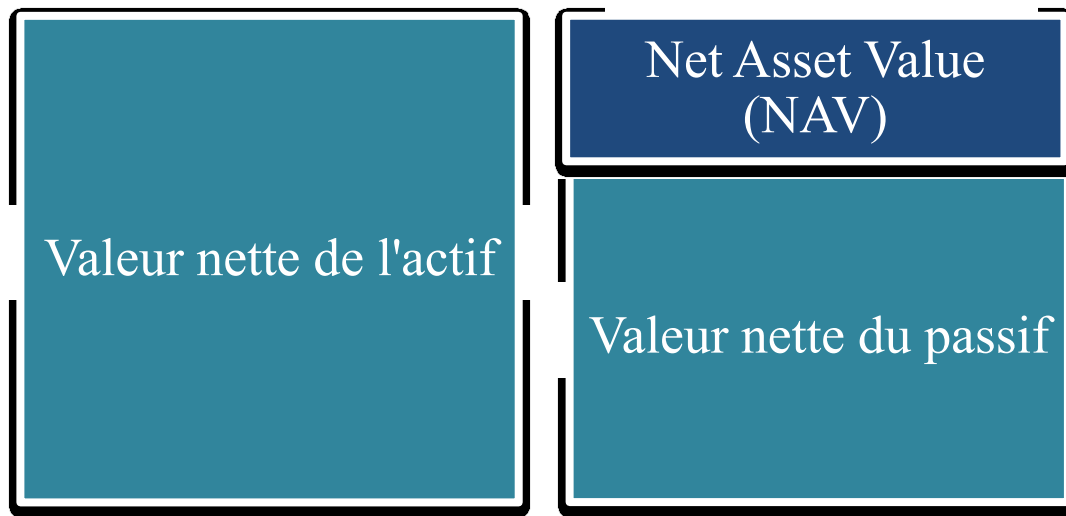 Valeur nette de l'actif
Net Asset Value
(NAV)
Valeur nette du passif